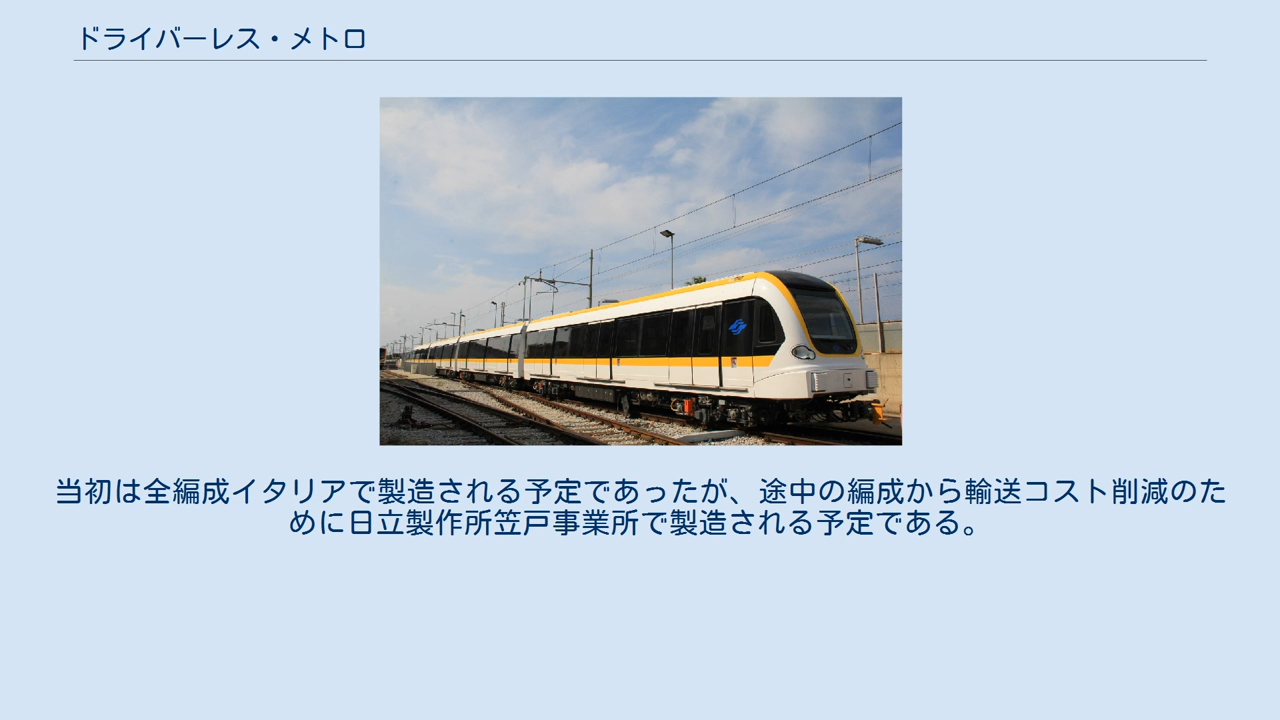 ドライバーレス・メトロ
当初は全編成イタリアで製造される予定であったが、途中の編成から輸送コスト削減のた
めに日立製作所笠戸事業所で製造される予定である。